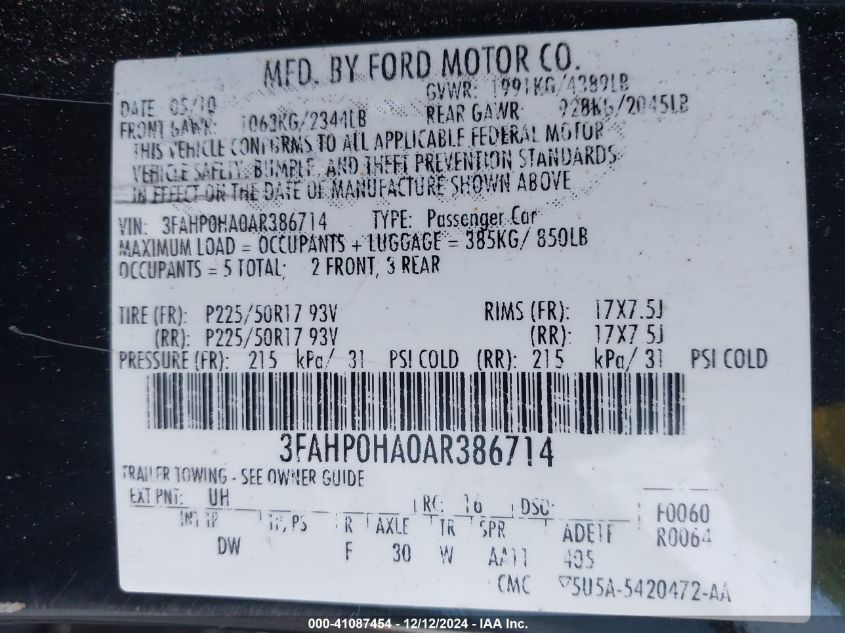 MFD. BY FORD MOTOR CO.
DATE 05/10 GVWR: 1991KG/4389LB
FRONT GAWR: 1063KG/2344LB REAR GAWR: 928KG/2045LB
THIS VEHICLE CONFORMS TO ALL APPLICABLE FEDERAL MOTOR
VEHICLE SAFETY, BUMPER, AND THEFT PREVENTION STANDARDS
IN EFFECT ON THE DATE OF MANUFACTURE SHOWN ABOVE
VIN: 3FAHP0HA0AR386714 TYPE: Passenger Car
MAXIMUM LOAD = OCCUPANTS + LUGGAGE = 385KG/ 850LB
OCCUPANTS = 5 TOTAL; 2 FRONT, 3 REAR
TIRE (FR): P225/50R17 93V RIMS (FR): 17X7.5J
(RR): P225/50R17 93V (RR): 17X7.5J
PRESSURE (FR): 215 kPa/ 31 PSI COLD (RR): 215 kPa/ 31 PSI COLD
3FAHP0HA0AR386714
TRAILER TOWING - SEE OWNER GUIDE
EXT PNT: UH RC: 16 DSO: F0060
INT TR TP/PS R AXLE TR SPR ADE1F R0064
DW F 30 W AA11 405
CMC 5U5A-5420472-AA
000-41087454 - 12/12/2024 - IAA Inc.